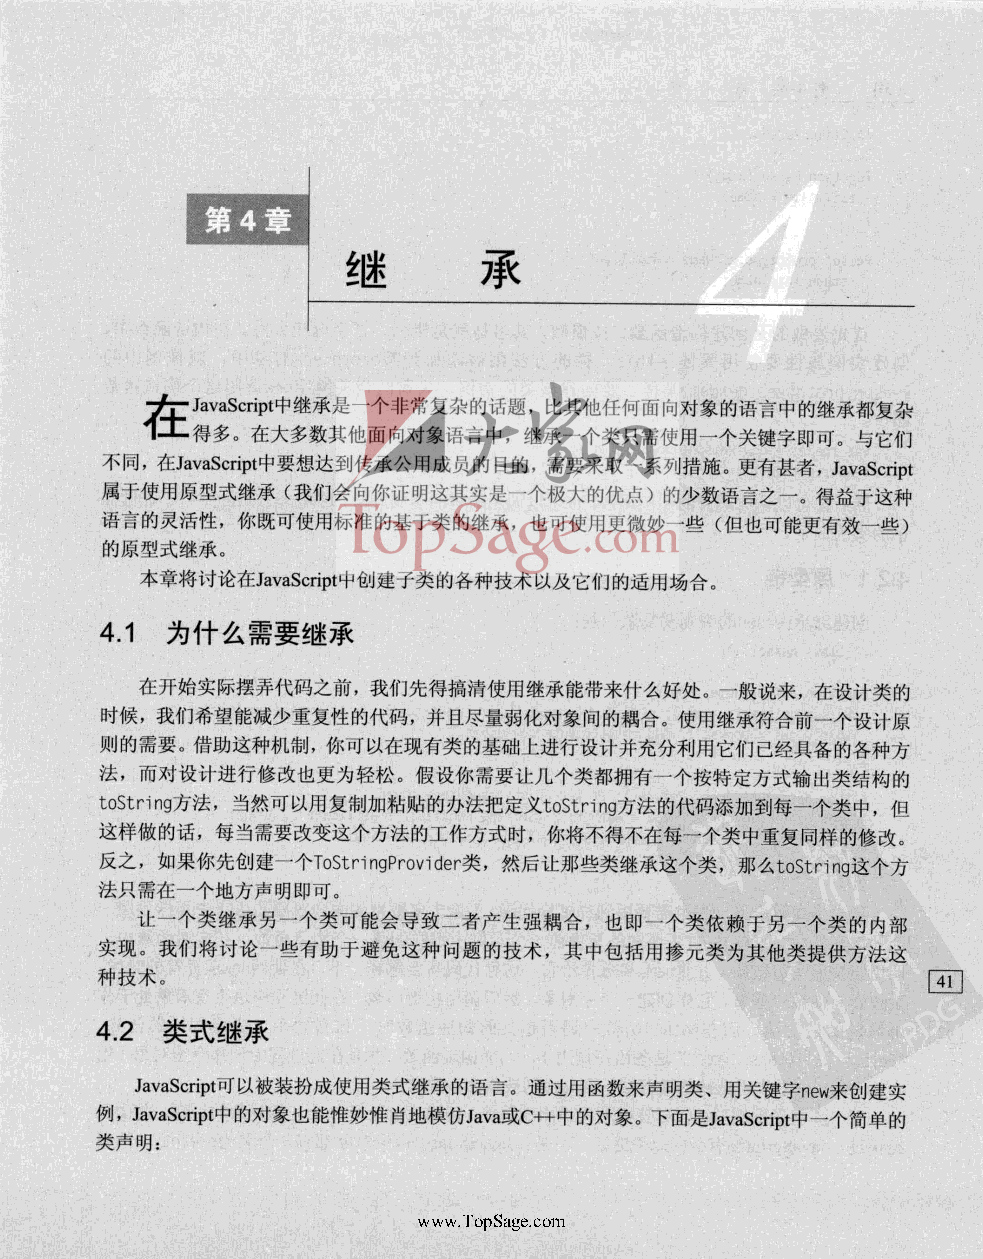 第4章
4
继 承
在JavaScript中继承是一个非常复杂的话题，比其他任何面向对象的语言中的继承都复杂
得多。在大多数其他面向对象语言中，继承一个类只需使用一个关键字即可。与它们
不同，在JavaScript中要想达到传承公用成员的目的，需要采取一系列措施。更有甚者，JavaScript
属于使用原型式继承（我们会向你证明这其实是一个极大的优点）的少数语言之一。得益于这种
语言的灵活性，你既可使用标准的基于类的继承，也可使用更微妙一些（但也可能更有效一些）
的原型式继承。
本章将讨论在JavaScript中创建子类的各种技术以及它们的适用场合。
大家网
TopSage.com
4.1 为什么需要继承
在开始实际摆弄代码之前，我们先得搞清使用继承能带来什么好处。一般说来，在设计类的
时候，我们希望能减少重复性的代码，并且尽量弱化对象间的耦合。使用继承符合前一个设计原
则的需要。借助这种机制，你可以在现有类的基础上进行设计并充分利用它们已经具备的各种方
法，而对设计进行修改也更为轻松。假设你需要让几个类都拥有一个按特定方式输出类结构的
toString方法，当然可以用复制加粘贴的办法把定义toString方法的代码添加到每一个类中，但
这样做的话，每当需要改变这个方法的工作方式时，你将不得不在每一个类中重复同样的修改。
反之，如果你先创建一个ToStringProvider类，然后让那些类继承这个类，那么toString这个方
法只需在一个地方声明即可。
让一个类继承另一个类可能会导致二者产生强耦合，也即一个类依赖于另一个类的内部
实现。我们将讨论一些有助于避免这种问题的技术，其中包括用掺元类为其他类提供方法这
种技术。
41
4.2 类式继承
JavaScript可以被装扮成使用类式继承的语言。通过用函数来声明类、用关键字new来创建实
例，JavaScript中的对象也能惟妙惟肖地模仿Java或C++中的对象。下面是JavaScript中一个简单的
类声明：
www.TopSage.com